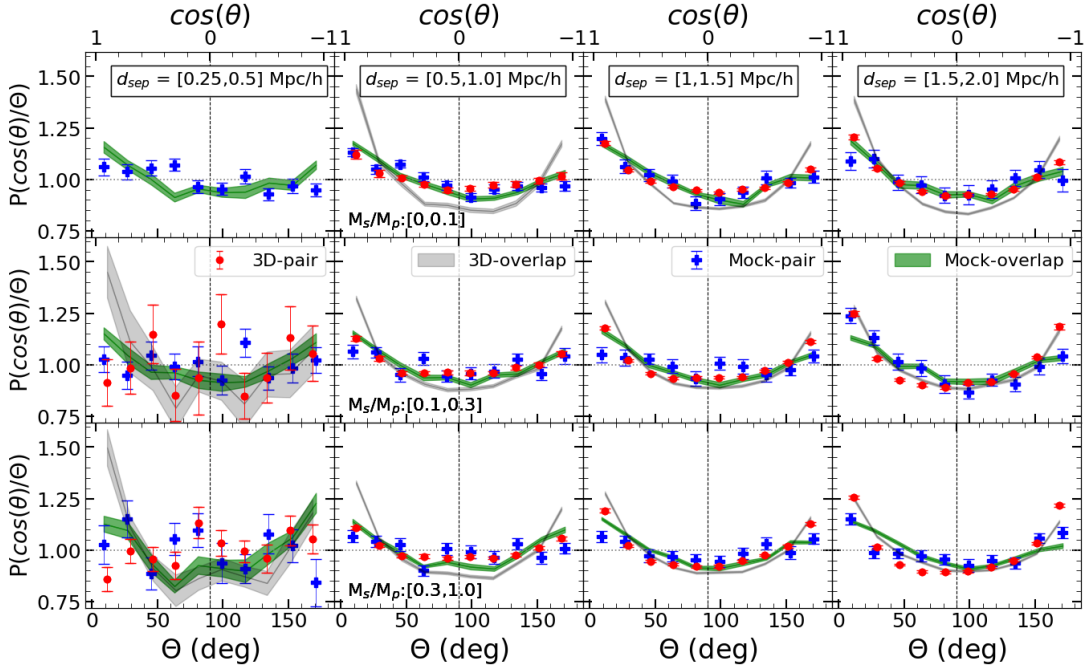 cos(θ) cos(θ) cos(θ) cos(θ)
1 0 −1 1 0 −1 1 0 −1 1 0 −1
d_sep = [0.25,0.5] Mpc/h d_sep = [0.5,1.0] Mpc/h d_sep = [1,1.5] Mpc/h d_sep = [1.5,2.0] Mpc/h
P(cos(θ)/Θ)
1.50
1.25
1.00
0.75
M_s/M_p:[0,0.1]
3D-pair 3D-overlap Mock-pair Mock-overlap
P(cos(θ)/Θ)
1.50
1.25
1.00
0.75
M_s/M_p:[0.1,0.3]
P(cos(θ)/Θ)
1.50
1.25
1.00
0.75
M_s/M_p:[0.3,1.0]
0 50 100 150 0 50 100 150 0 50 100 150 0 50 100 150
Θ (deg) Θ (deg) Θ (deg) Θ (deg)